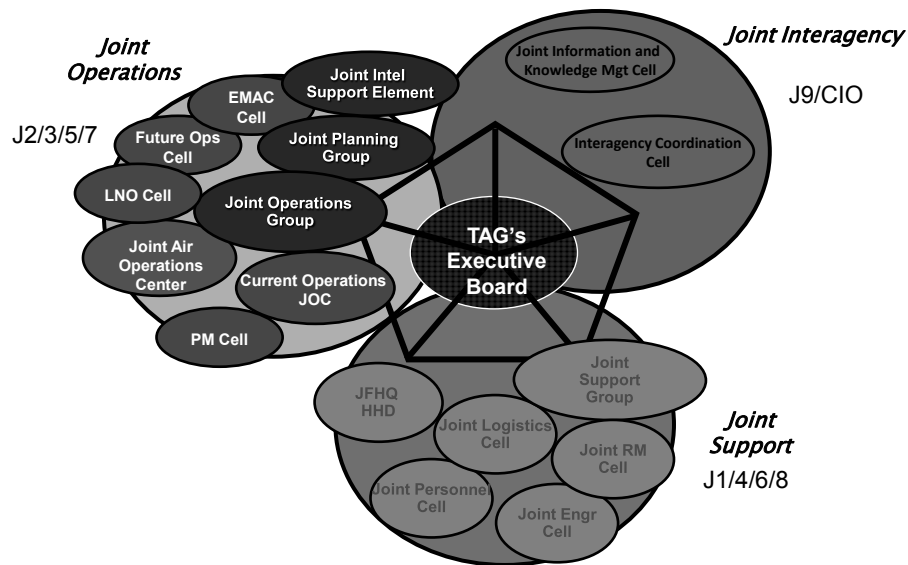 Joint
Operations
J2/3/5/7
Joint Intel
Support Element
EMAC
Cell
Future Ops
Cell
Joint Planning
Group
LNO Cell
Joint Operations
Group
Joint Air
Operations
Center
Current Operations
JOC
PM Cell
Joint Interagency
J9/CIO
Joint Information and
Knowledge Mgt Cell
Interagency Coordination
Cell
TAG’s
Executive
Board
Joint
Support
J1/4/6/8
Joint
Support
Group
JFHQ
HHD
Joint Logistics
Cell
Joint RM
Cell
Joint Personnel
Cell
Joint Engr
Cell